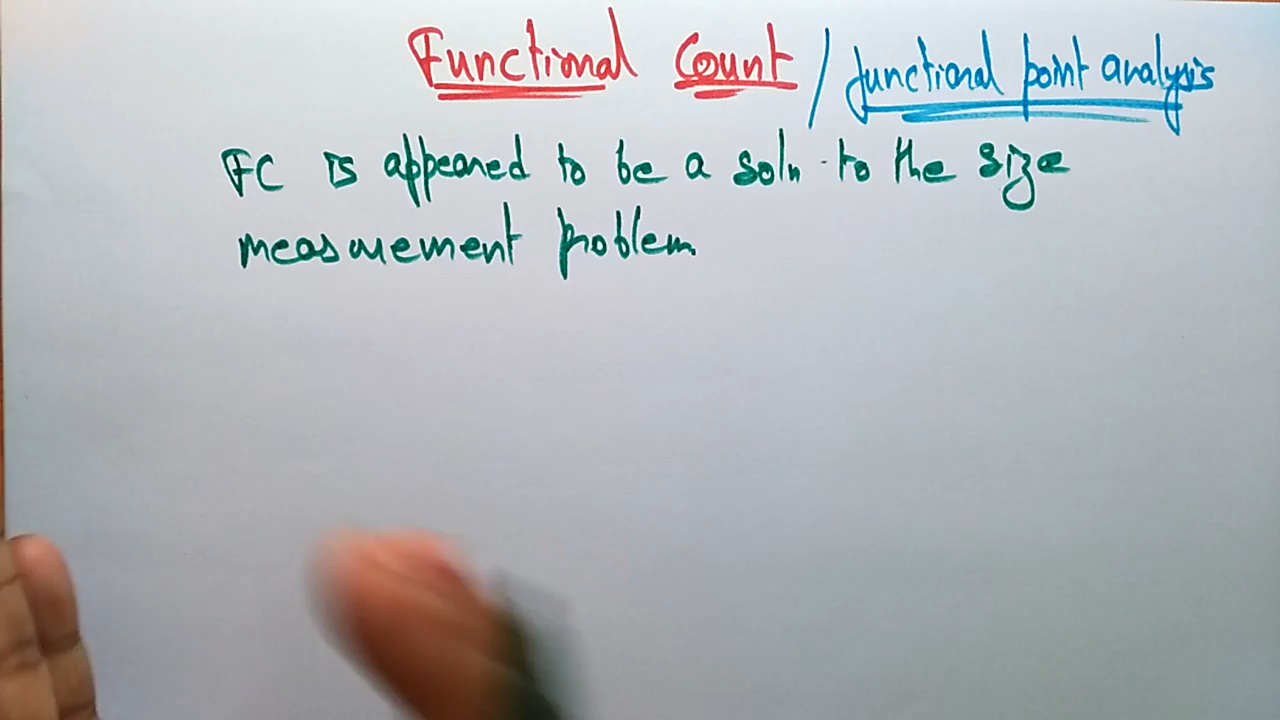 Functional Count / functional point analysis
FC is appeared to be a soln to the size
measurement problem